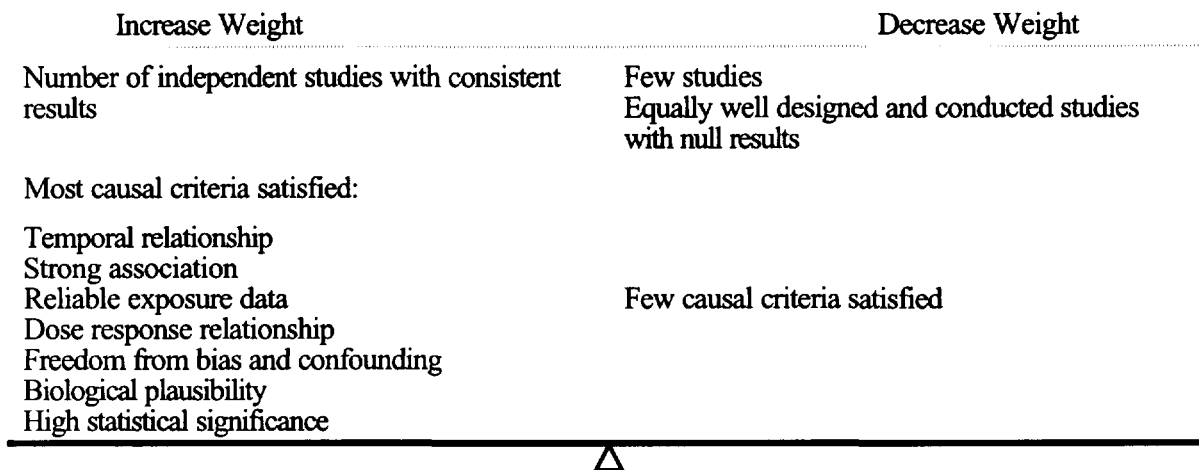 Increase Weight
Decrease Weight
Number of independent studies with consistent
results
Few studies
Equally well designed and conducted studies
with null results
Most causal criteria satisfied:
Temporal relationship
Strong association
Reliable exposure data
Few causal criteria satisfied
Dose response relationship
Freedom from bias and confounding
Biological plausibility
High statistical significance